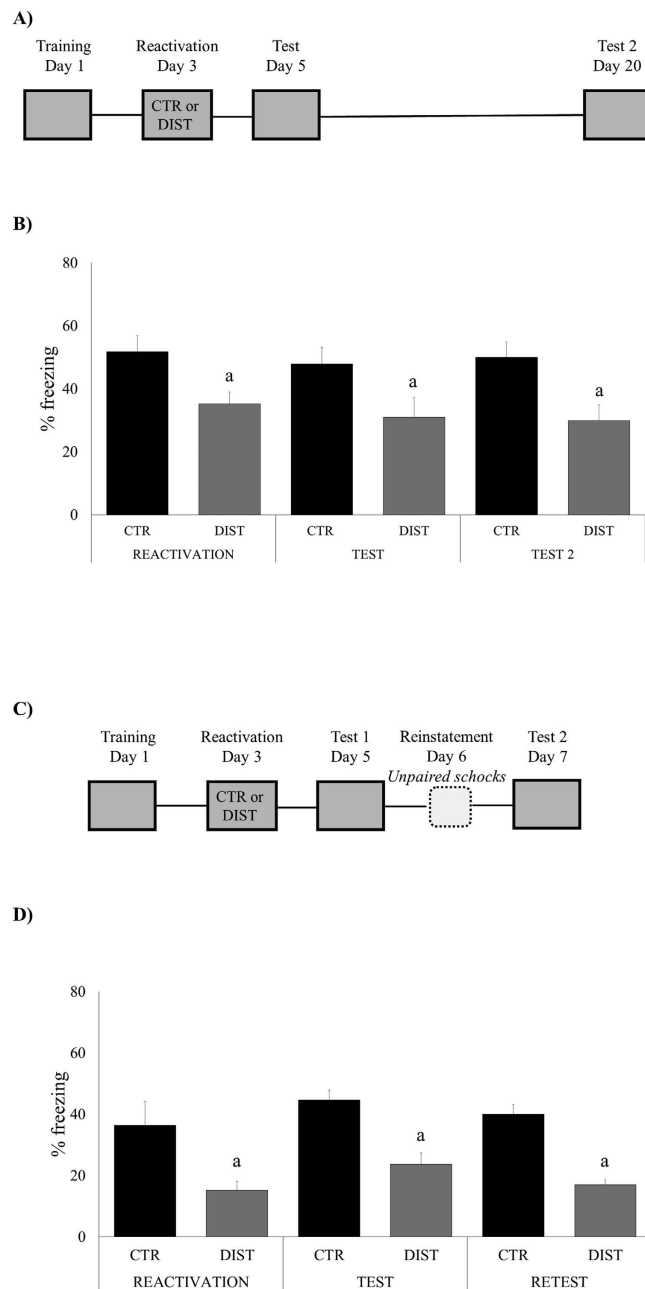 A)
Training Reactivation Test Test 2
Day 1 Day 3 Day 5 Day 20
CTR or
DIST
B)
80
60
40
20
0
% freezing
a a a
CTR DIST CTR DIST CTR DIST
REACTIVATION TEST TEST 2
C)
Training Reactivation Test 1 Reinstatement Test 2
Day 1 Day 3 Day 5 Day 6 Day 7
Unpaired schocks
CTR or
DIST
D)
80
60
40
20
0
% freezing
a a a
CTR DIST CTR DIST CTR DIST
REACTIVATION TEST RETEST